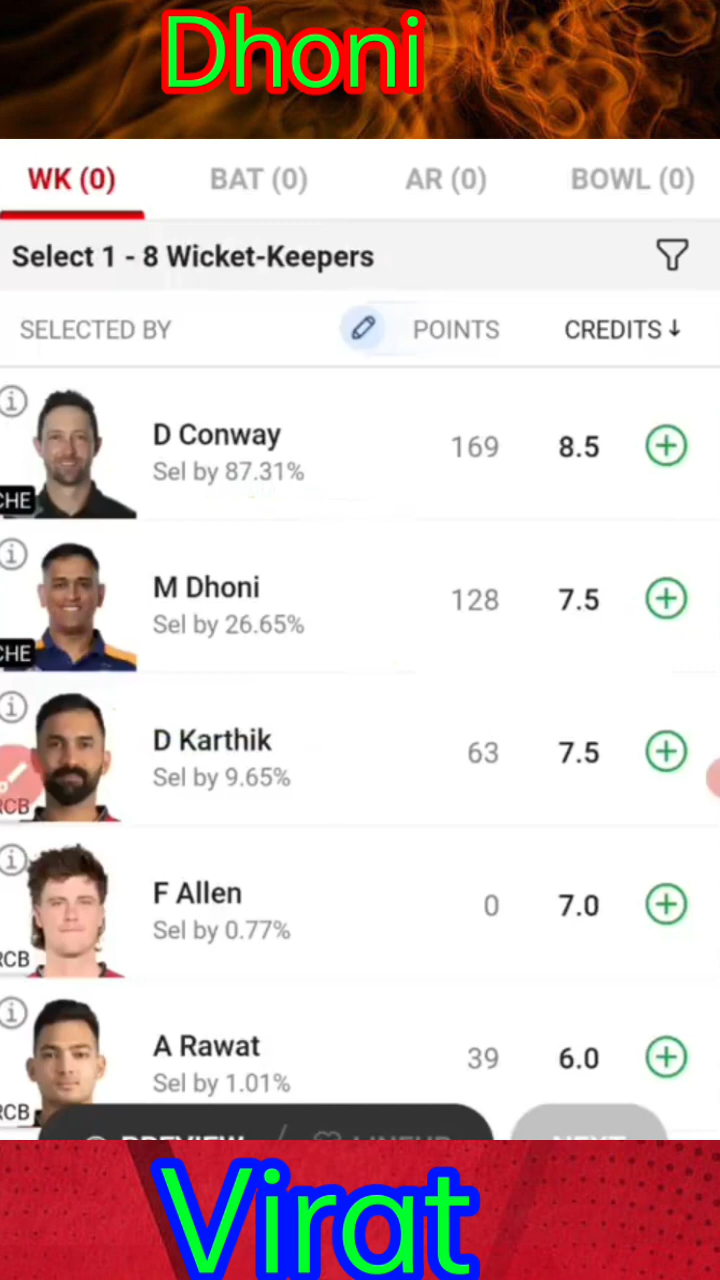 Dhoni
WK (0) BAT (0) AR (0) BOWL (0)
Select 1 - 8 Wicket-Keepers
SELECTED BY POINTS CREDITS↓
D Conway
Sel by 87.31%
169 8.5
CHE
M Dhoni
Sel by 26.65%
128 7.5
CHE
D Karthik
Sel by 9.65%
63 7.5
RCB
F Allen
Sel by 0.77%
0 7.0
RCB
A Rawat
Sel by 1.01%
39 6.0
RCB
PREVIEW / LINEUP NEXT
Virat